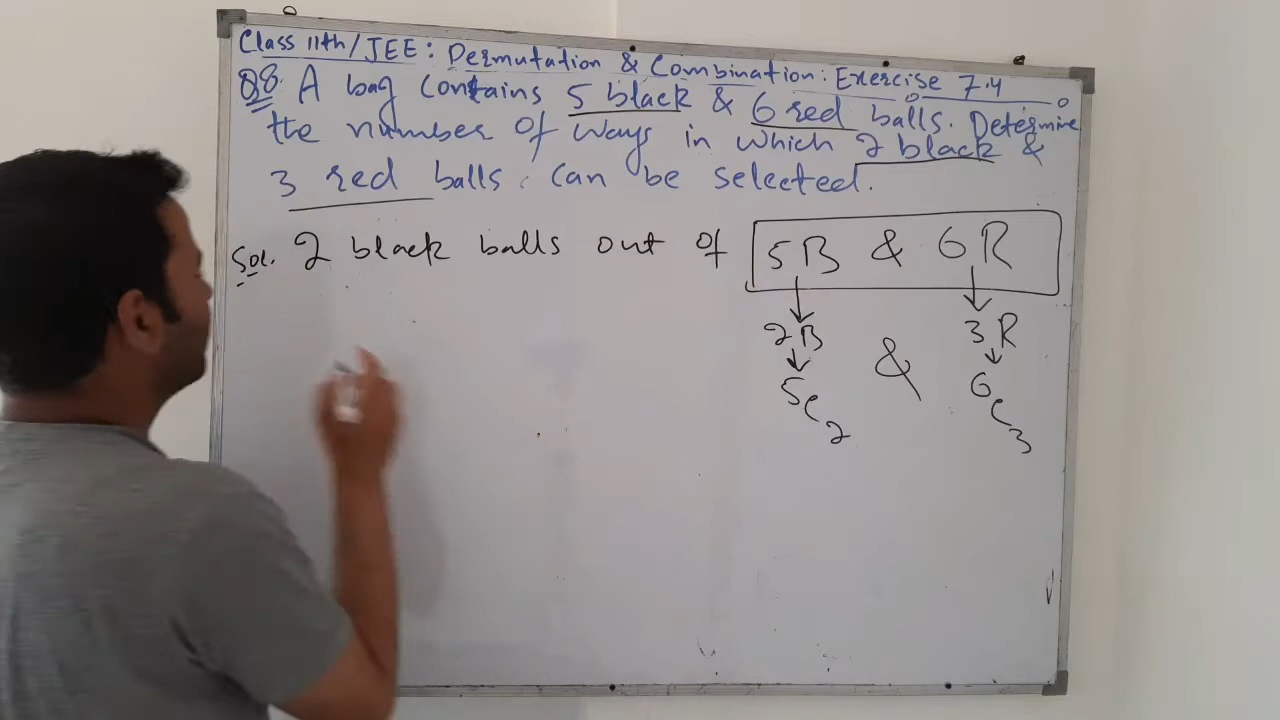 Class 11th/JEE: Permutation & Combination: Exercise 7.4
Q8. A bag contains 5 black & 6 red balls. Determine
the number of ways in which 2 black &
3 red balls can be selected.
Sol. 2 black balls out of 5B & 6R
2B & 3R
5C2 6C3